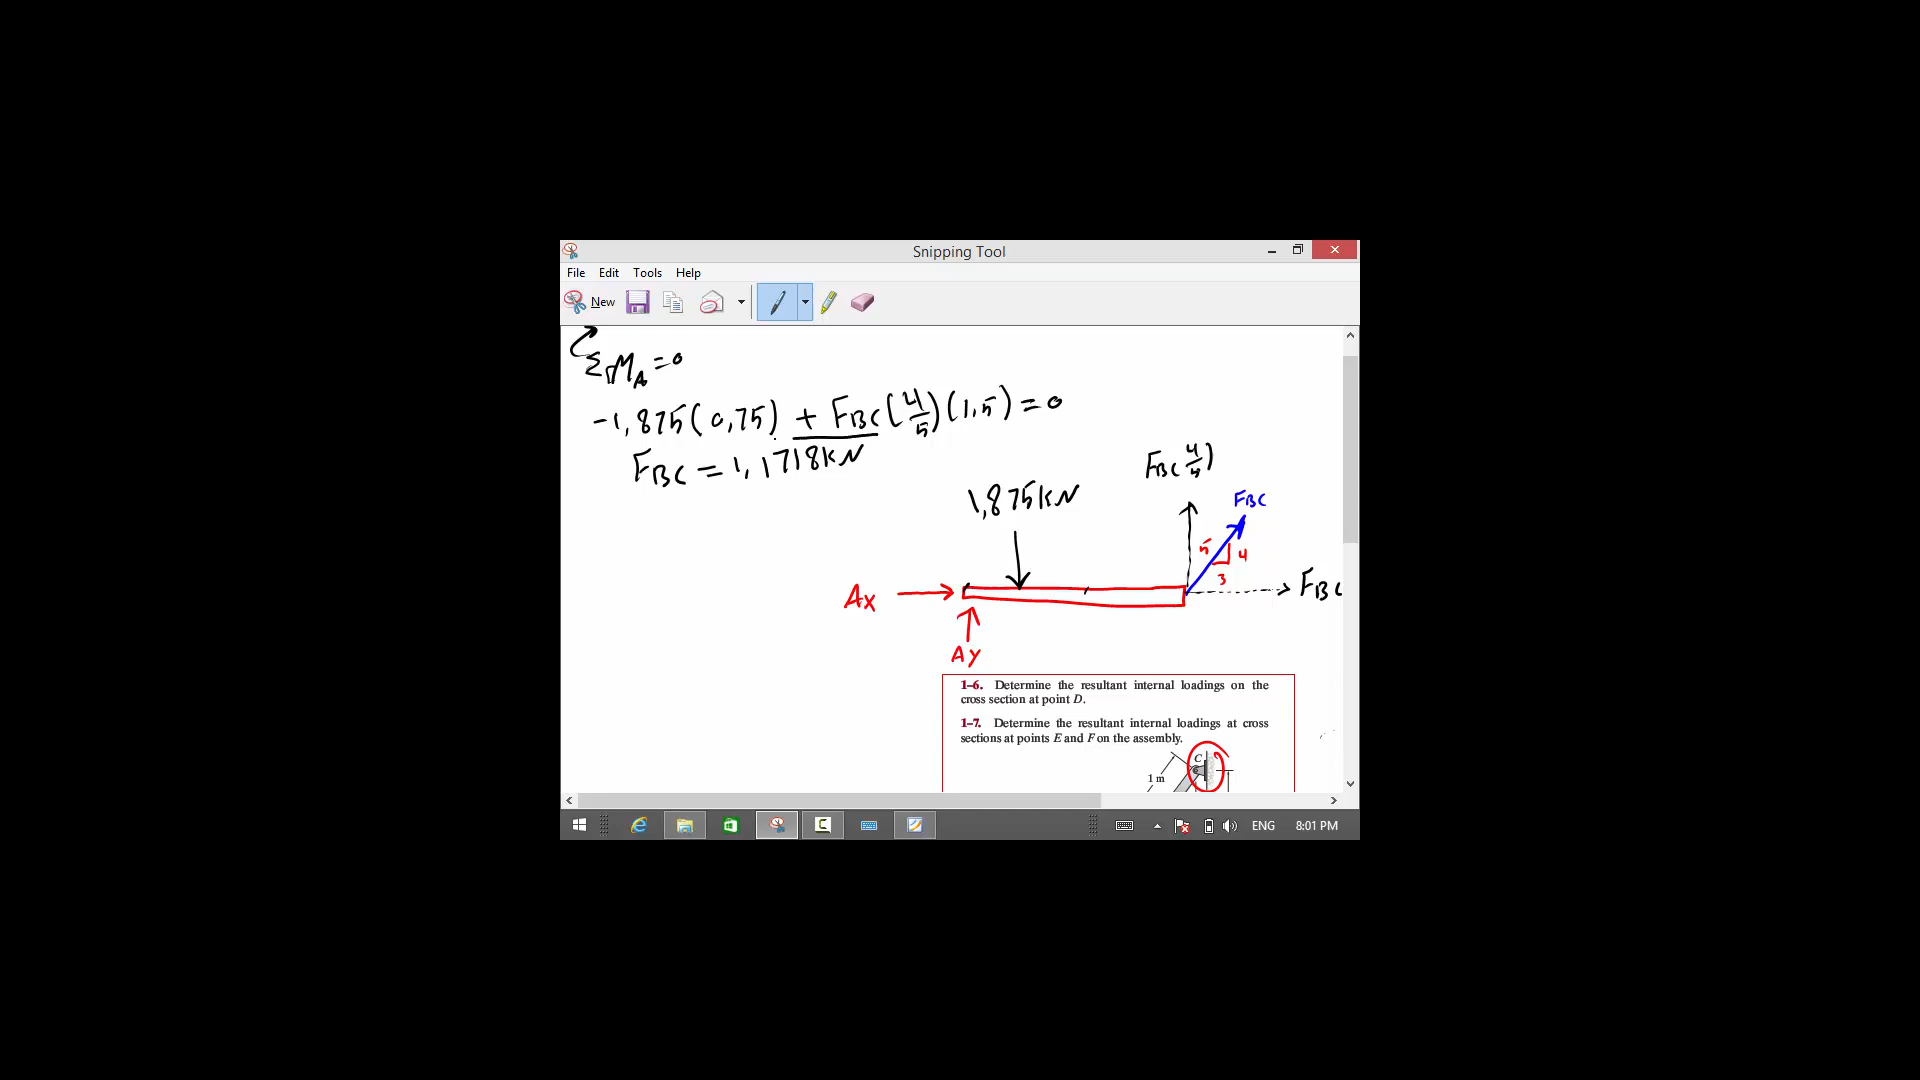 Snipping Tool
File Edit Tools Help
New
ΣMA=0
-1,875(0,75) + FBC(4/5)(1,5)=0
FBC = 1,1718KN
FBC(4/5)
1,875KN
FBC
5 4
3
Ax
FBC
Ay
1–6. Determine the resultant internal loadings on the
cross section at point D.
1–7. Determine the resultant internal loadings at cross
sections at points E and F on the assembly.
C
1 m
ENG 8:01 PM